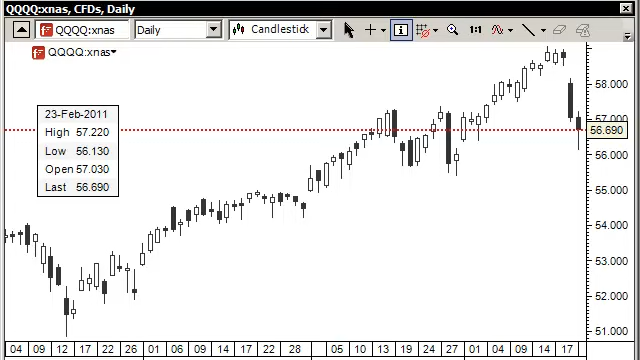 QQQQ:xnas, CFDs, Daily
QQQQ:xnas Daily Candlestick 1:1
QQQQ:xnas
23-Feb-2011
High 57.220
Low 56.130
Open 57.030
Last 56.690
58.000
57.000
56.690
56.000
55.000
54.000
53.000
52.000
51.000
04 09 12 17 22 26 01 06 09 14 17 22 28 05 10 13 19 24 27 01 04 09 14 17